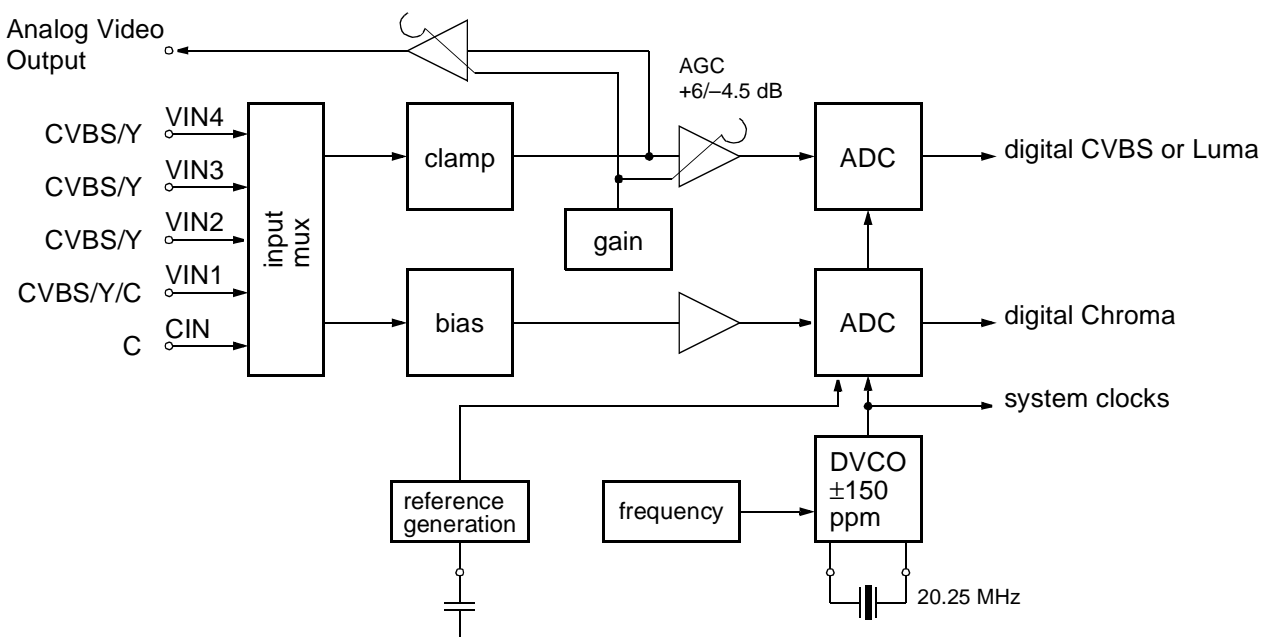 Analog Video
Output
AGC
+6/–4.5 dB
VIN4
CVBS/Y
VIN3
CVBS/Y
VIN2
CVBS/Y
VIN1
CVBS/Y/C
CIN
C
input
mux
clamp
gain
ADC
digital CVBS or Luma
bias
ADC
digital Chroma
system clocks
reference
generation
frequency
DVCO
±150
ppm
20.25 MHz